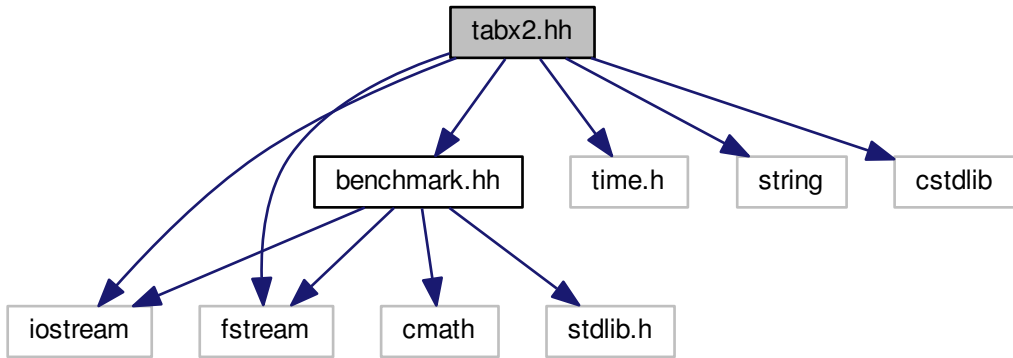 tabx2.hh
benchmark.hh
time.h
string
cstdlib
iostream
fstream
cmath
stdlib.h